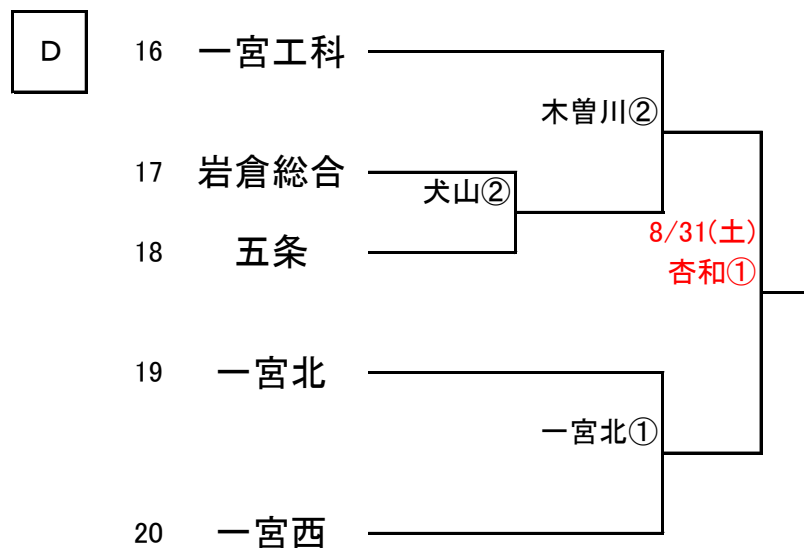 D
16 一宮工科
木曽川②
17 岩倉総合
犬山②
8/31(土)
18 五条
杏和①
19 一宮北
一宮北①
20 一宮西